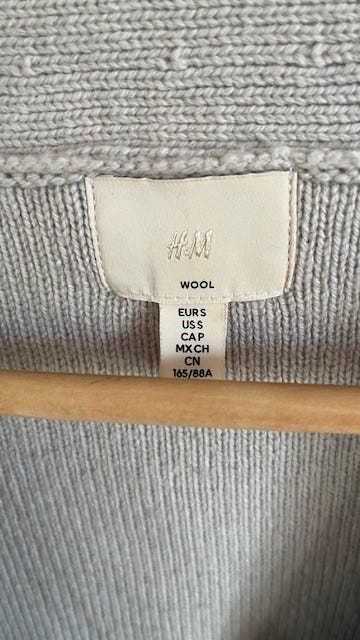 H&M
WOOL
EUR S
US S
CA P
MX CH
CN
165/88A